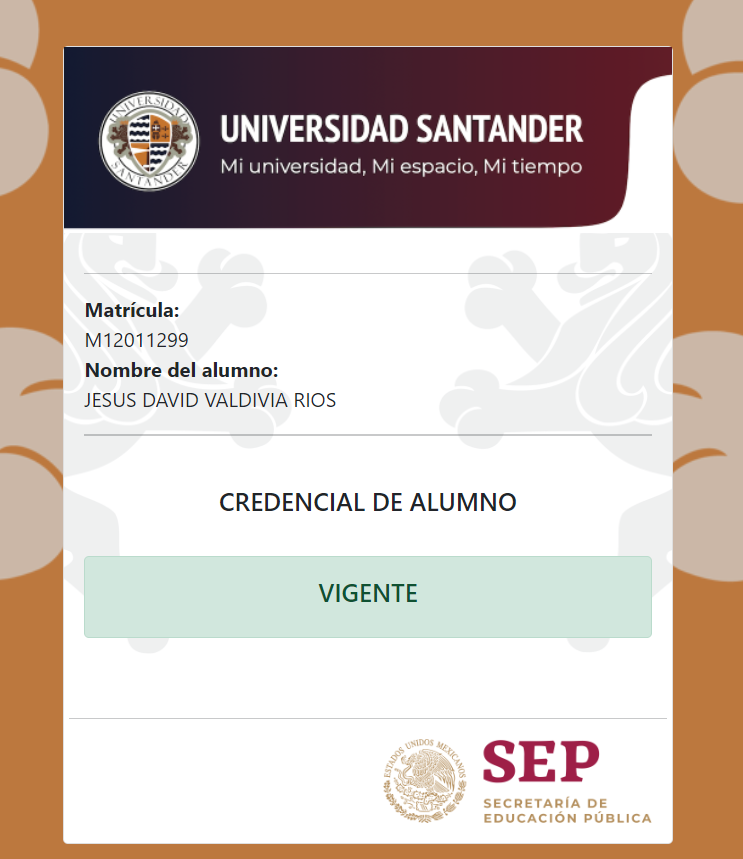 UNIVERSIDAD SANTANDER
UNIVERSIDAD SANTANDER
Mi universidad, Mi espacio, Mi tiempo
Matrícula:
M12011299
Nombre del alumno:
JESUS DAVID VALDIVIA RIOS
CREDENCIAL DE ALUMNO
VIGENTE
ESTADOS UNIDOS MEXICANOS
SEP
SECRETARÍA DE
EDUCACIÓN PÚBLICA